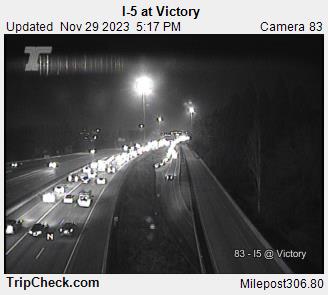 I-5 at Victory
Updated Nov 29 2023 5:17 PM Camera 83
83 - I5 @ Victory
TripCheck.com Milepost306.80